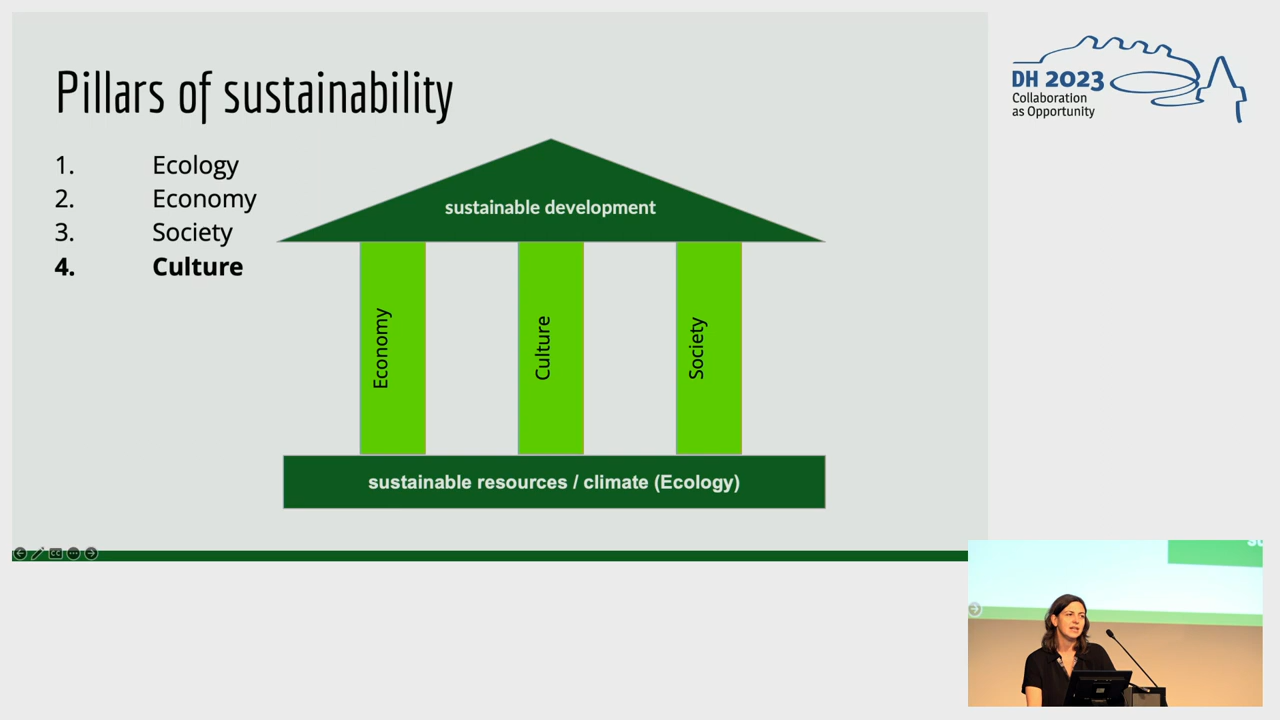 Pillars of sustainability
1. Ecology
2. Economy
3. Society
4. Culture
sustainable development
Economy
Culture
Society
sustainable resources / climate (Ecology)
DH 2023
Collaboration
as Opportunity
CC